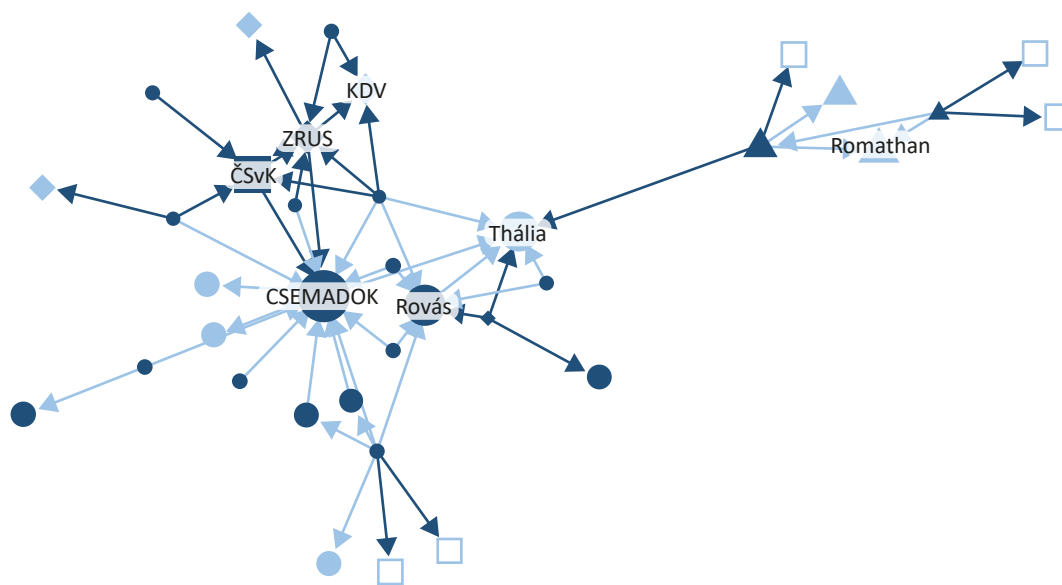 KDV
ZRUS
Romathan
ČSvK
Thália
CSEMADOK
Rovás